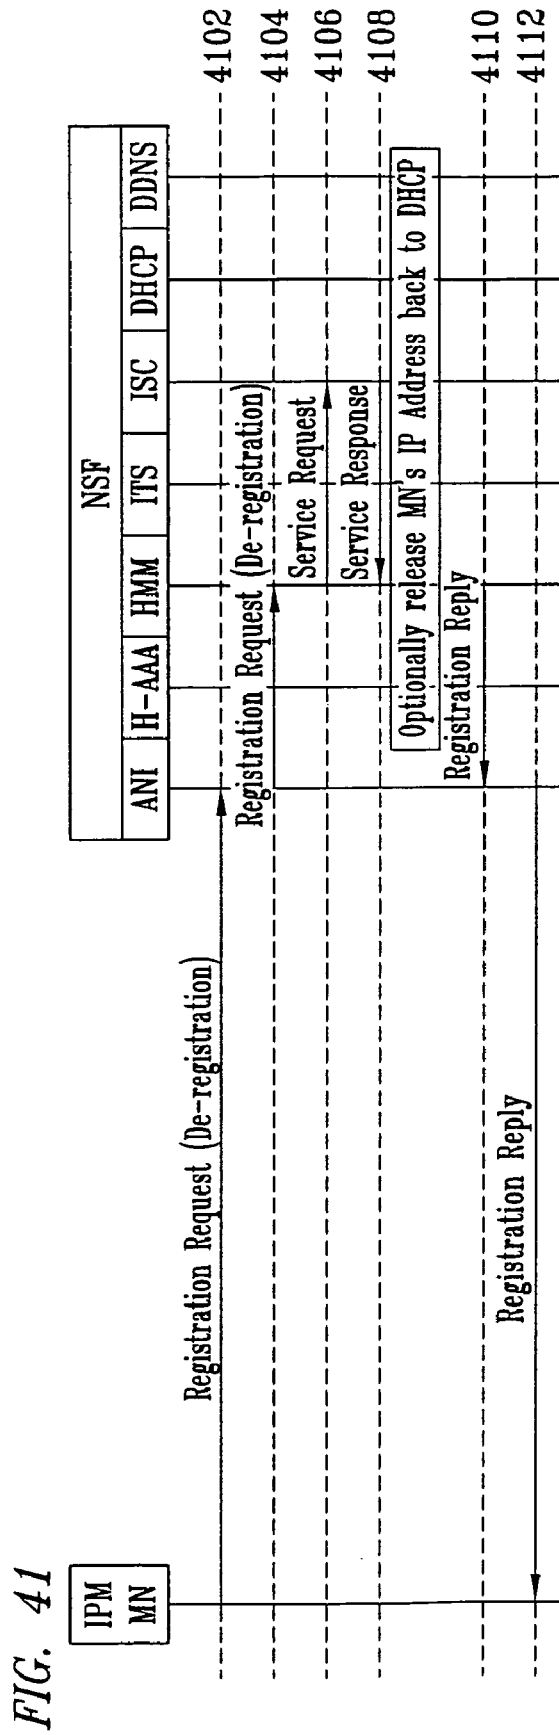 FIG. 41
IPM
MN
NSF
ANI H-AAA HMM ITS ISC DHCP DDNS
Registration Request (De-registration)
4102
Registration Request (De-registration)
4104
Service Request
4106
Service Response
4108
Optionally release MN's IP Address back to DHCP
Registration Reply
4110
Registration Reply
4112